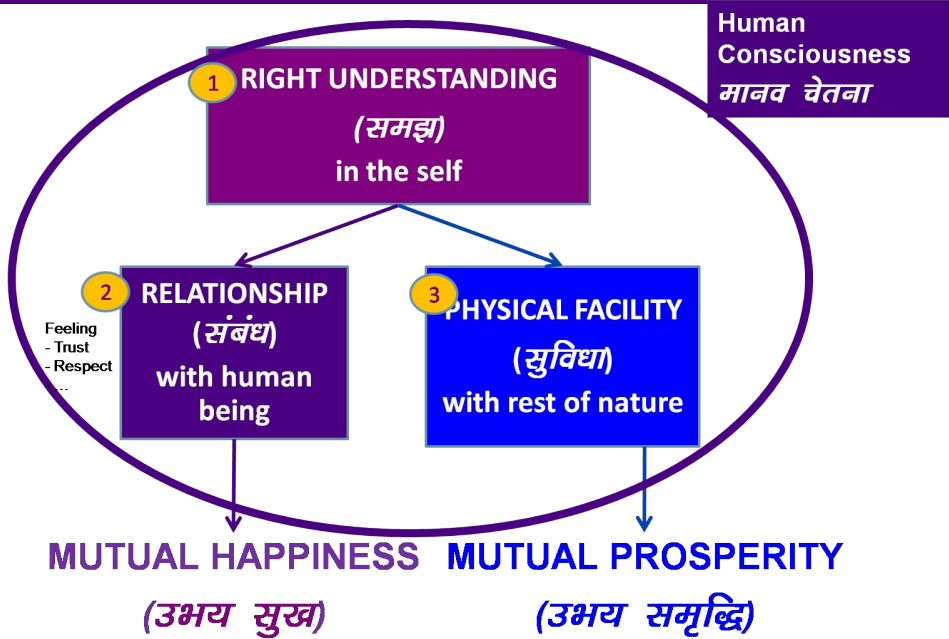 Human
Consciousness
मानव चेतना
1
RIGHT UNDERSTANDING
(समझ)
in the self
2
RELATIONSHIP
(संबंध)
with human
being
Feeling
- Trust
- Respect
....
3
PHYSICAL FACILITY
(सुविधा)
with rest of nature
MUTUAL HAPPINESS
(उभय सुख)
MUTUAL PROSPERITY
(उभय समृद्धि)